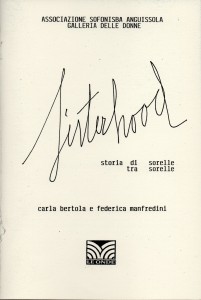 ASSOCIAZIONE SOFONISBA ANGUISSOLA
GALLERIA DELLE DONNE
Sisterhood
storia di sorelle
tra sorelle
carla bertola e federica manfredini
LE ONDE